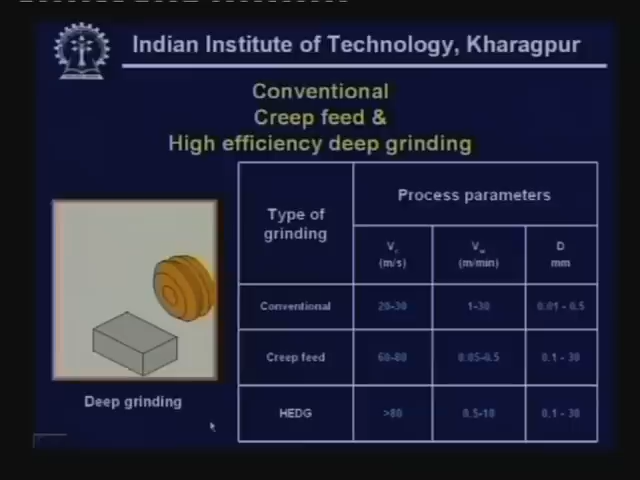 Indian Institute of Technology, Kharagpur
Conventional
Creep feed &
High efficiency deep grinding
Type of
grinding
Process parameters
Vc
(m/s)
Vw
(m/min)
D
mm
Conventional 20-30 1-30 0.01 - 0.5
Creep feed 60-80 0.05-0.5 0.1 - 30
HEDG >80 0.5-10 0.1 - 30
Deep grinding